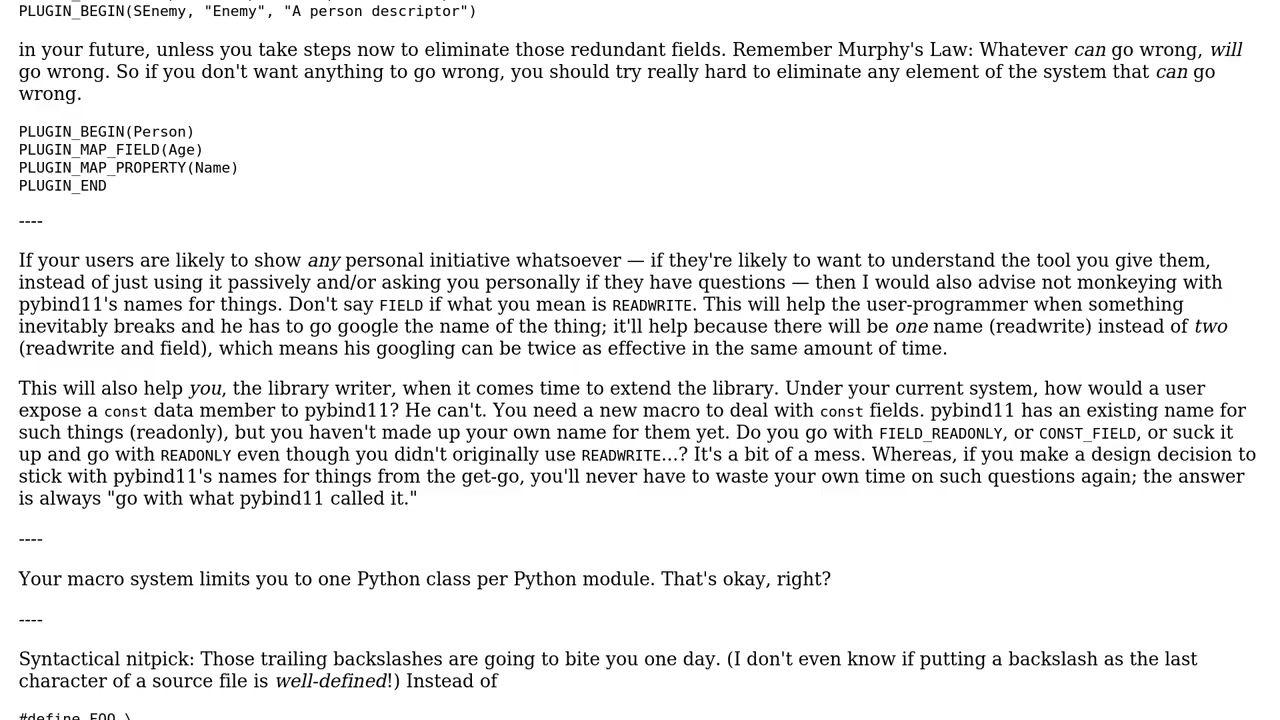 PLUGIN_BEGIN(SEnemy, "Enemy", "A person descriptor")
in your future, unless you take steps now to eliminate those redundant fields. Remember Murphy's Law: Whatever can go wrong, will
go wrong. So if you don't want anything to go wrong, you should try really hard to eliminate any element of the system that can go
wrong.
PLUGIN_BEGIN(Person)
PLUGIN_MAP_FIELD(Age)
PLUGIN_MAP_PROPERTY(Name)
PLUGIN_END
----
If your users are likely to show any personal initiative whatsoever — if they're likely to want to understand the tool you give them,
instead of just using it passively and/or asking you personally if they have questions — then I would also advise not monkeying with
pybind11's names for things. Don't say FIELD if what you mean is READWRITE. This will help the user-programmer when something
inevitably breaks and he has to go google the name of the thing; it'll help because there will be one name (readwrite) instead of two
(readwrite and field), which means his googling can be twice as effective in the same amount of time.
This will also help you, the library writer, when it comes time to extend the library. Under your current system, how would a user
expose a const data member to pybind11? He can't. You need a new macro to deal with const fields. pybind11 has an existing name for
such things (readonly), but you haven't made up your own name for them yet. Do you go with FIELD_READONLY, or CONST_FIELD, or suck it
up and go with READONLY even though you didn't originally use READWRITE...? It's a bit of a mess. Whereas, if you make a design decision to
stick with pybind11's names for things from the get-go, you'll never have to waste your own time on such questions again; the answer
is always "go with what pybind11 called it."
----
Your macro system limits you to one Python class per Python module. That's okay, right?
----
Syntactical nitpick: Those trailing backslashes are going to bite you one day. (I don't even know if putting a backslash as the last
character of a source file is well-defined!) Instead of
#define FOO \